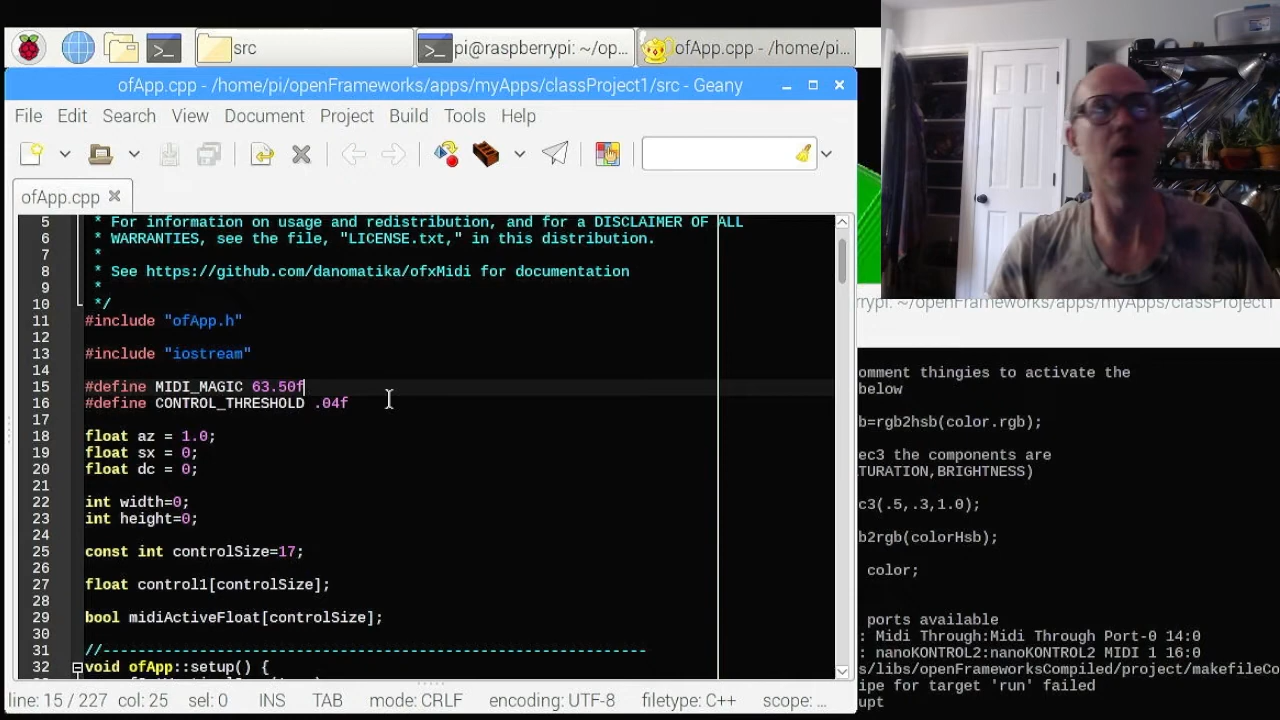 src
pi@raspberrypi: ~/op...
ofApp.cpp - /home/pi...
ofApp.cpp - /home/pi/openFrameworks/apps/myApps/classProject1/src - Geany
File Edit Search View Document Project Build Tools Help
ofApp.cpp
5 * For information on usage and redistribution, and for a DISCLAIMER OF ALL
6 * WARRANTIES, see the file, "LICENSE.txt," in this distribution.
7 *
8 * See https://github.com/danomatika/ofxMidi for documentation
9 *
10 */
11 #include "ofApp.h"
12
13 #include "iostream"
14
15 #define MIDI_MAGIC 63.50f
16 #define CONTROL_THRESHOLD .04f
17
18 float az = 1.0;
19 float sx = 0;
20 float dc = 0;
21
22 int width=0;
23 int height=0;
24
25 const int controlSize=17;
26
27 float control1[controlSize];
28
29 bool midiActiveFloat[controlSize];
30
31 //--------------------------------------------------------------
32 void ofApp::setup() {
line: 15 / 227 col: 25 sel: 0 INS TAB mode: CRLF encoding: UTF-8 filetype: C++ scope: ...
rypi: ~/openFrameworks/apps/myApps/classProject1
omment thingies to activate the
below
b=rgb2hsb(color.rgb);
ec3 the components are
TURATION,BRIGHTNESS)
c3(.5,.3,1.0);
b2rgb(colorHsb);
color;
ports available
: Midi Through:Midi Through Port-0 14:0
: nanoKONTROL2:nanoKONTROL2 MIDI 1 16:0
s/libs/openFrameworksCompiled/project/makefileCo
ipe for target 'run' failed
upt